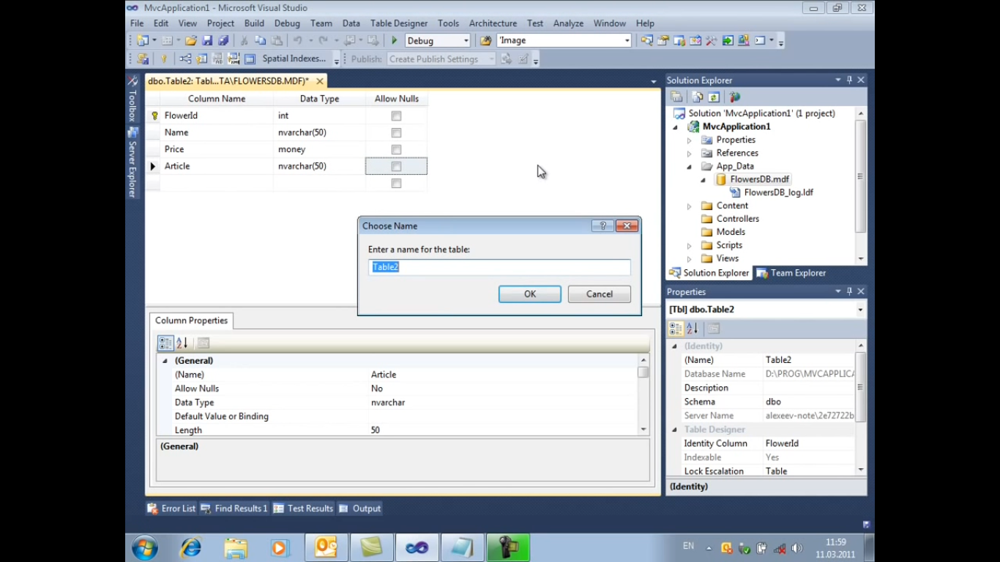 MvcApplication1 - Microsoft Visual Studio
File Edit View Project Build Debug Team Data Table Designer Tools Architecture Test Analyze Window Help
Debug 'Image
Spatial Indexes... Publish: Create Publish Settings
dbo.Table2: Tabl...TA\FLOWERSDB.MDF)*
Toolbox
Server Explorer
Column Name Data Type Allow Nulls
FlowerId int
Name nvarchar(50)
Price money
Article nvarchar(50)
Choose Name
Enter a name for the table:
Table2
OK Cancel
Column Properties
(General)
(Name) Article
Allow Nulls No
Data Type nvarchar
Default Value or Binding
Length 50
(General)
Solution Explorer
Solution 'MvcApplication1' (1 project)
MvcApplication1
Properties
References
App_Data
FlowersDB.mdf
FlowersDB_log.ldf
Content
Controllers
Models
Scripts
Views
Solution Explorer Team Explorer
Properties
[Tbl] dbo.Table2
(Identity)
(Name) Table2
Database Name D:\PROG\MVCAPPLICA
Description
Schema dbo
Server Name alexeev-note\2e72722b
Table Designer
Identity Column FlowerId
Indexable Yes
Lock Escalation Table
(Identity)
Error List Find Results 1 Test Results Output
EN 11:59
11.03.2011